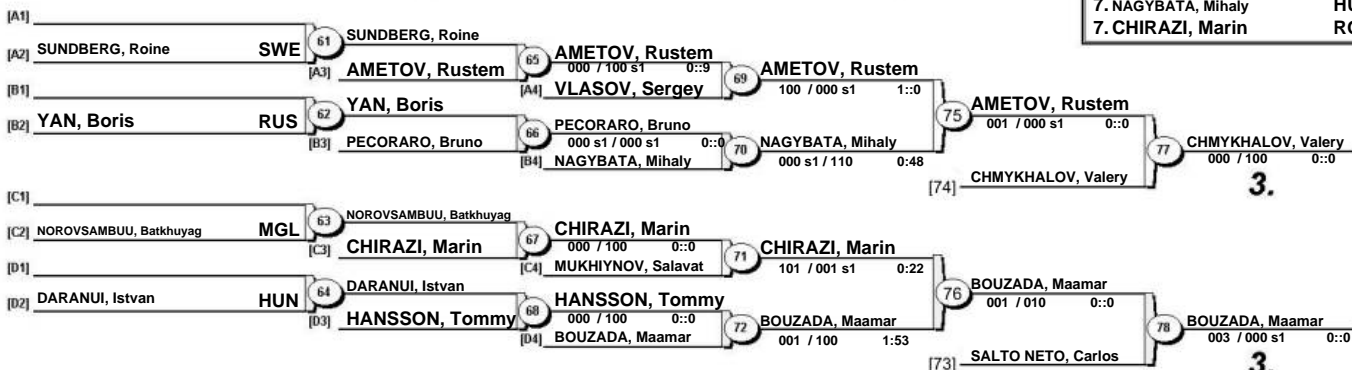 7. NAGYBATA, Mihaly HU
7. CHIRAZI, Marin RO
[A1]
[A2] SUNDBERG, Roine SWE
61
SUNDBERG, Roine
[A3] AMETOV, Rustem
65
AMETOV, Rustem
000 / 100 s1 0::9
[A4] VLASOV, Sergey
69
AMETOV, Rustem
100 / 000 s1 1::0
[B1]
[B2] YAN, Boris RUS
62
YAN, Boris
[B3] PECORARO, Bruno
66
PECORARO, Bruno
000 s1 / 000 s1 0::0
[B4] NAGYBATA, Mihaly
70
NAGYBATA, Mihaly
000 s1 / 110 0:48
75
AMETOV, Rustem
001 / 000 s1 0::0
[74] CHMYKHALOV, Valery
77
CHMYKHALOV, Valery
000 / 100 0::0
3.
[C1]
[C2] NOROVSAMBUU, Batkhuyag MGL
63
NOROVSAMBUU, Batkhuyag
[C3] CHIRAZI, Marin
67
CHIRAZI, Marin
000 / 100 0::0
[C4] MUKHIYNOV, Salavat
71
CHIRAZI, Marin
101 / 001 s1 0:22
[D1]
[D2] DARANUI, Istvan HUN
64
DARANUI, Istvan
[D3] HANSSON, Tommy
68
HANSSON, Tommy
000 / 100 0::0
[D4] BOUZADA, Maamar
72
BOUZADA, Maamar
001 / 100 1:53
76
BOUZADA, Maamar
001 / 010 0::0
[73] SALTO NETO, Carlos
78
BOUZADA, Maamar
003 / 000 s1 0::0
3.